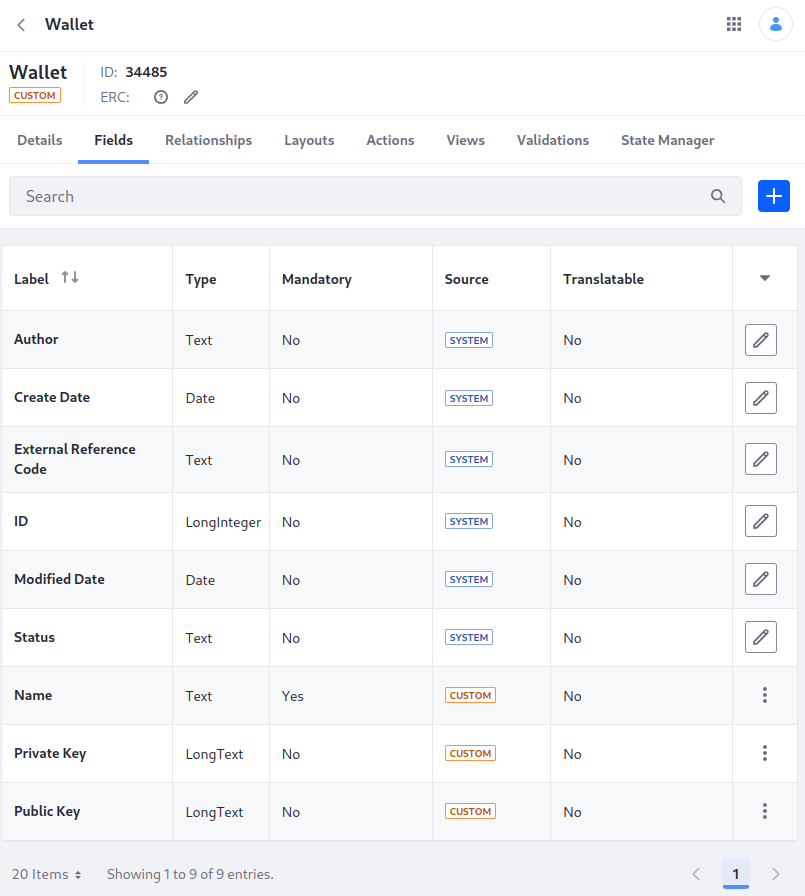 Wallet
Wallet
ID: 34485
CUSTOM
ERC:
Details Fields Relationships Layouts Actions Views Validations State Manager
Search
Label Type Mandatory Source Translatable
Author Text No SYSTEM No
Create Date Date No SYSTEM No
External Reference
Code Text No SYSTEM No
ID LongInteger No SYSTEM No
Modified Date Date No SYSTEM No
Status Text No SYSTEM No
Name Text Yes CUSTOM No
Private Key LongText No CUSTOM No
Public Key LongText No CUSTOM No
20 Items Showing 1 to 9 of 9 entries. 1